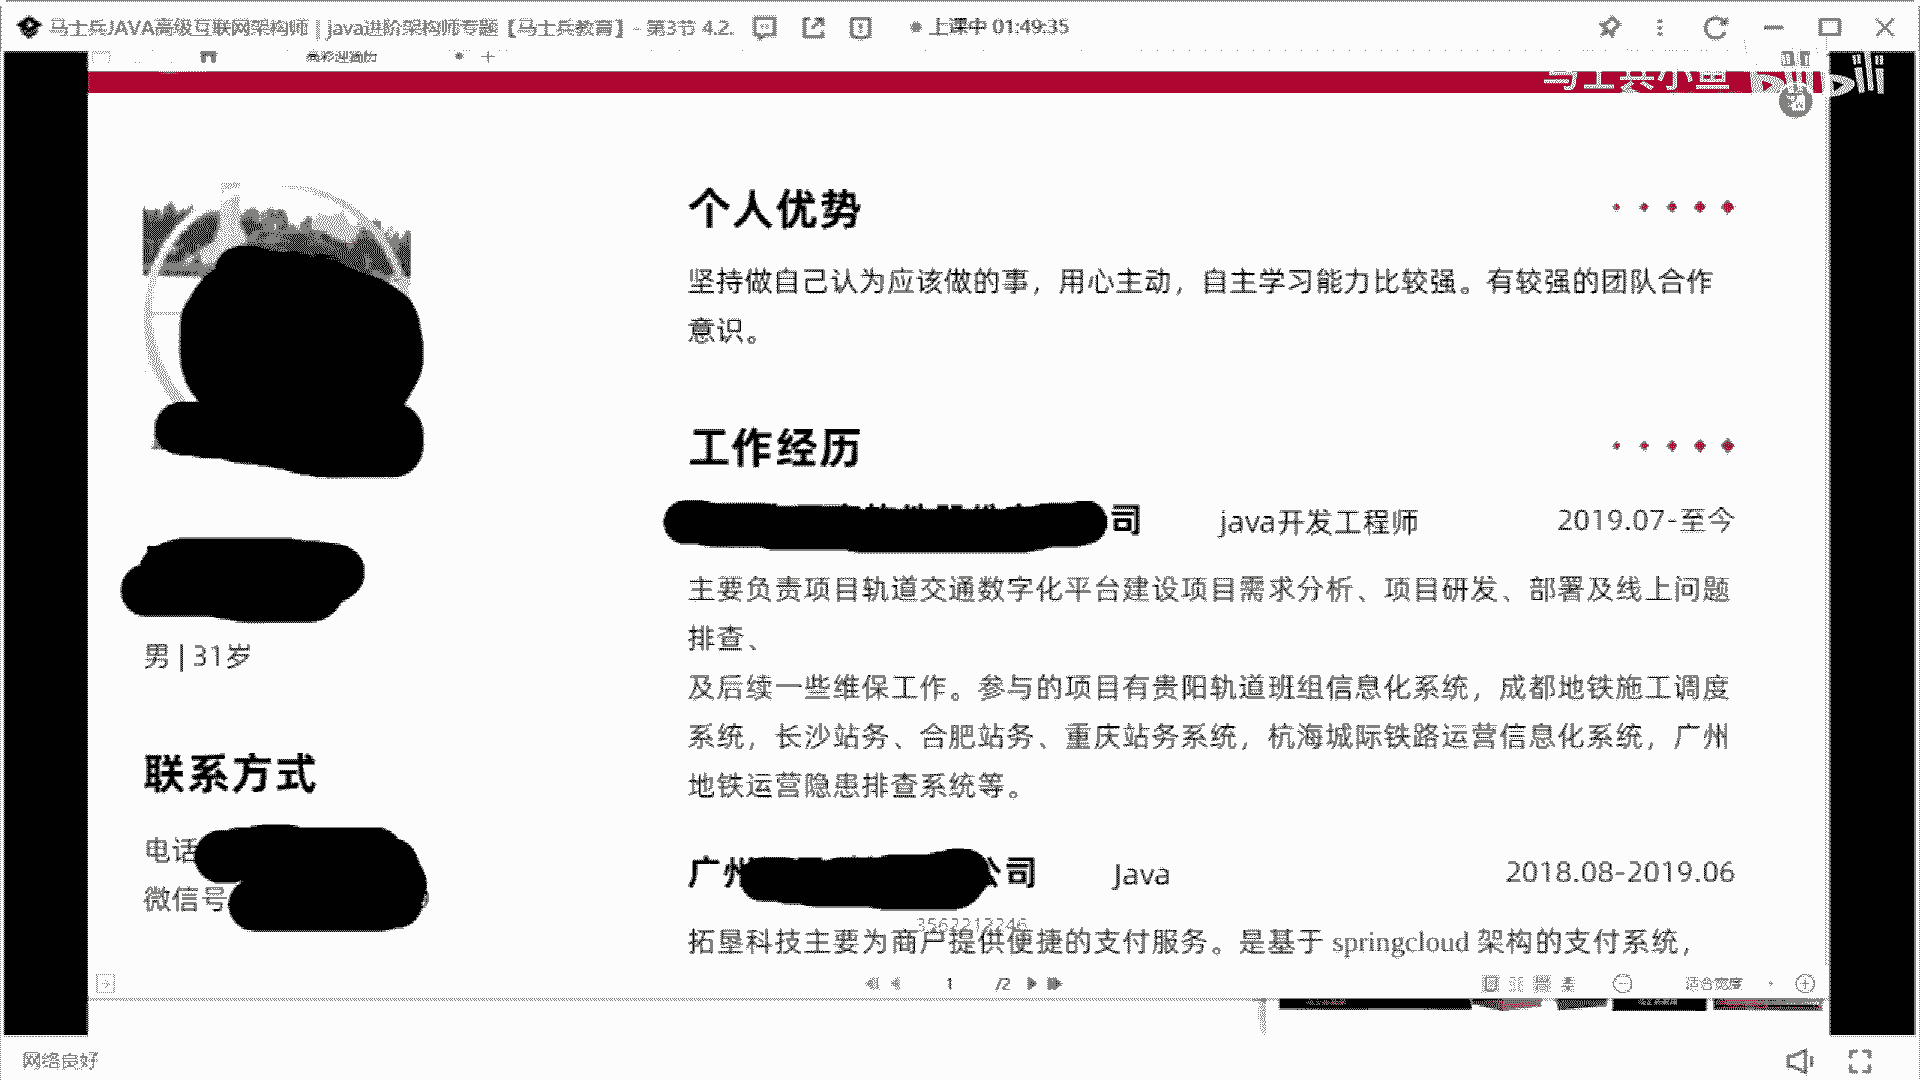 马士兵JAVA高级互联网架构师 | java进阶架构师专题【马士兵教育】- 第3节 4.2.
上课中 01:49:35
马士兵小鱼 bilibili
个人优势
坚持做自己认为应该做的事，用心主动，自主学习能力比较强。有较强的团队合作
意识。
工作经历
司 java开发工程师 2019.07-至今
主要负责项目轨道交通数字化平台建设项目需求分析、项目研发、部署及线上问题
排查、
及后续一些维保工作。参与的项目有贵阳轨道班组信息化系统，成都地铁施工调度
系统，长沙站务、合肥站务、重庆站务系统，杭海城际铁路运营信息化系统，广州
地铁运营隐患排查系统等。
广州 公司 Java 2018.08-2019.06
3562213246
拓垦科技主要为商户提供便捷的支付服务。是基于 springcloud 架构的支付系统，
男 | 31岁
联系方式
电话
微信号
1 /2
适合宽度
网络良好